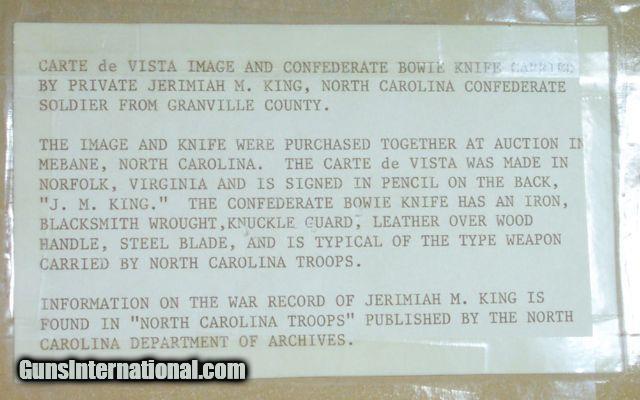 CARTE de VISTA IMAGE AND CONFEDERATE BOWIE KNIFE CARRIED
BY PRIVATE JERIMIAH M. KING, NORTH CAROLINA CONFEDERATE
SOLDIER FROM GRANVILLE COUNTY.
THE IMAGE AND KNIFE WERE PURCHASED TOGETHER AT AUCTION IN
MEBANE, NORTH CAROLINA. THE CARTE de VISTA WAS MADE IN
NORFOLK, VIRGINIA AND IS SIGNED IN PENCIL ON THE BACK,
"J. M. KING." THE CONFEDERATE BOWIE KNIFE HAS AN IRON,
BLACKSMITH WROUGHT,KNUCKLE GUARD, LEATHER OVER WOOD
HANDLE, STEEL BLADE, AND IS TYPICAL OF THE TYPE WEAPON
CARRIED BY NORTH CAROLINA TROOPS.
INFORMATION ON THE WAR RECORD OF JERIMIAH M. KING IS
FOUND IN "NORTH CAROLINA TROOPS" PUBLISHED BY THE NORTH
CAROLINA DEPARTMENT OF ARCHIVES.
GunsInternational.com